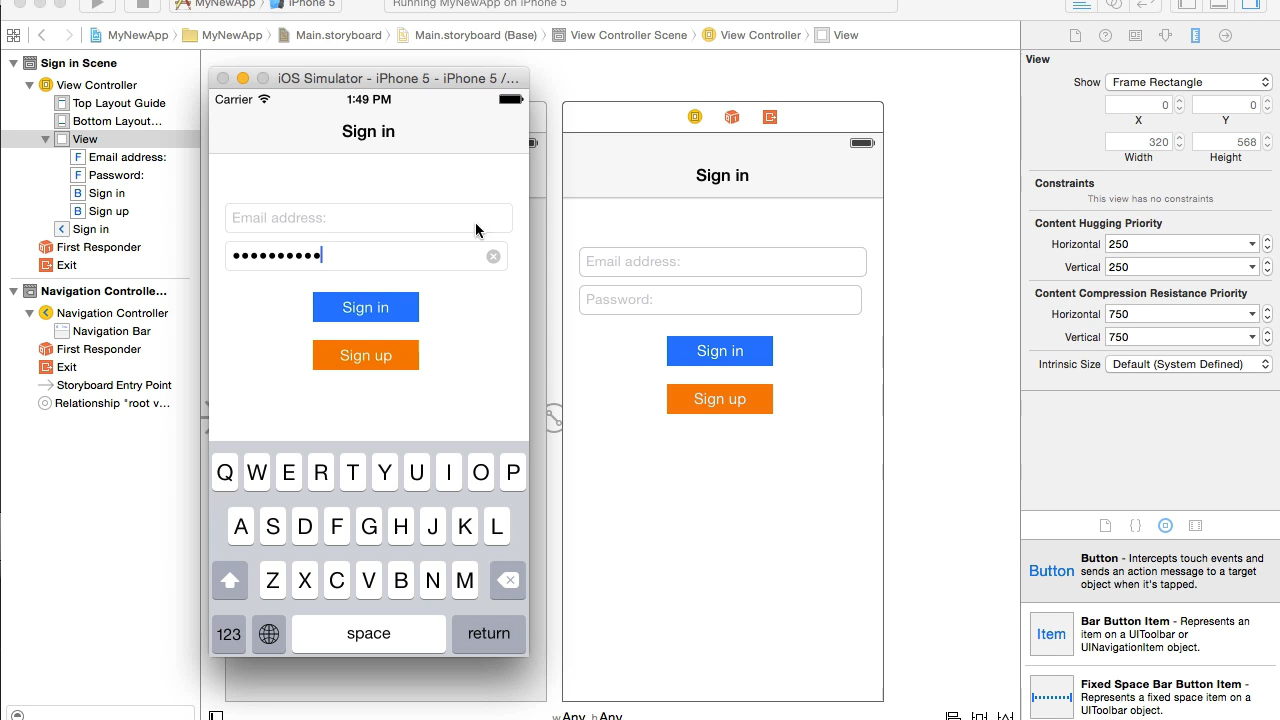 MyNewApp
iPhone 5
Running MyNewApp on iPhone 5
MyNewApp
MyNewApp
Main.storyboard
Main.storyboard (Base)
View Controller Scene
View Controller
View
Sign in Scene
View Controller
Top Layout Guide
Bottom Layout...
View
F Email address:
F Password:
B Sign in
B Sign up
Sign in
First Responder
Exit
Navigation Controlle...
Navigation Controller
Navigation Bar
First Responder
Exit
Storyboard Entry Point
Relationship "root v...
iOS Simulator - iPhone 5 - iPhone 5 /...
Carrier
1:49 PM
Sign in
Email address:
••••••••••
Sign in
Sign up
Q W E R T Y U I O P
A S D F G H J K L
Z X C V B N M
123
space
return
Sign in
Email address:
Password:
Sign in
Sign up
wAny hAny
View
Show Frame Rectangle
0 0
X Y
320 568
Width Height
Constraints
This view has no constraints
Content Hugging Priority
Horizontal 250
Vertical 250
Content Compression Resistance Priority
Horizontal 750
Vertical 750
Intrinsic Size Default (System Defined)
{}
Button
Button - Intercepts touch events and
sends an action message to a target
object when it's tapped.
Item
Bar Button Item - Represents an
item on a UIToolbar or
UINavigationItem object.
Fixed Space Bar Button Item -
Represents a fixed space item on a
UIToolbar object.